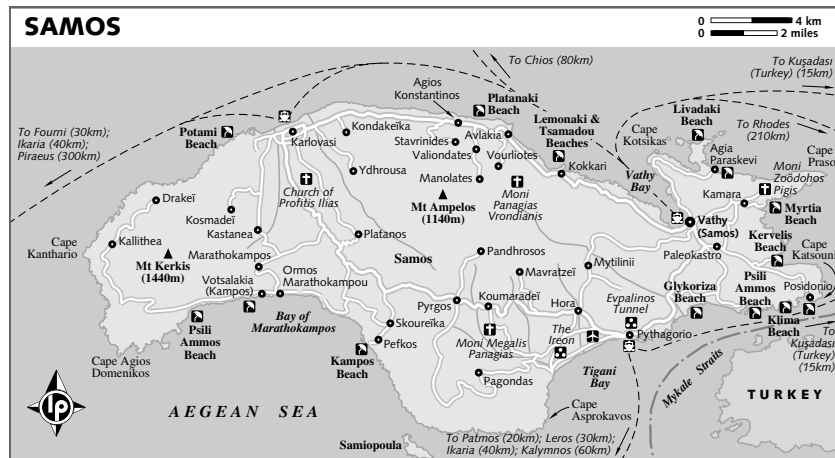 SAMOS
0 4 km
0 2 miles
To Chios (80km)
To Kuşadası
(Turkey) (15km)
To Fourni (30km);
Ikaria (40km);
Piraeus (300km)
Potami
Beach
Karlovasi
Kondakeïka
Agios
Konstantinos
Platanaki
Beach
Lemonaki &
Tsamadou
Beaches
Livadaki
Beach
To Rhodes
(210km)
Cape
Kotsikas
Cape
Praso
Agia
Paraskevi
Moni
Zoödohos
Pigis
Stavrinides
Valiondates
Avlakia
Vourliotes
Kokkari
Vathy
Bay
Kamara
Ydhrousa
Manolates
Church of
Profitis Ilias
Mt Ampelos
(1140m)
Moni
Panagias
Vrondianis
Vathy
(Samos)
Myrtia
Beach
Drakeï
Kosmadeï
Kastanea
Platanos
Kervelis
Beach
Cape
Katsouni
Cape
Kanthario
Kallithea
Mt Kerkis
(1440m)
Marathokampos
Samos
Pandhrosos
Mytilinii
Paleokastro
Mavratzeï
Votsalakia
(Kampos)
Ormos
Marathokampou
Glykoriza
Beach
Psili
Ammos
Beach
Posidonio
Pyrgos
Koumaradeï
Hora
Evpalinos
Tunnel
Psili
Ammos
Beach
Bay of
Marathokampos
Skoureïka
Pefkos
Kampos
Beach
Moni Megalis
Panagias
The
Ireon
Pythagorio
Klima
Beach
To
Kuşadası
(Turkey)
(15km)
Cape Agios
Domenikos
Pagondas
Tigani
Bay
Mykale Straits
TURKEY
lp
AEGEAN SEA
Cape
Asprokavos
Samiopoula
To Patmos (20km); Leros (30km);
Ikaria (40km); Kalymnos (60km)